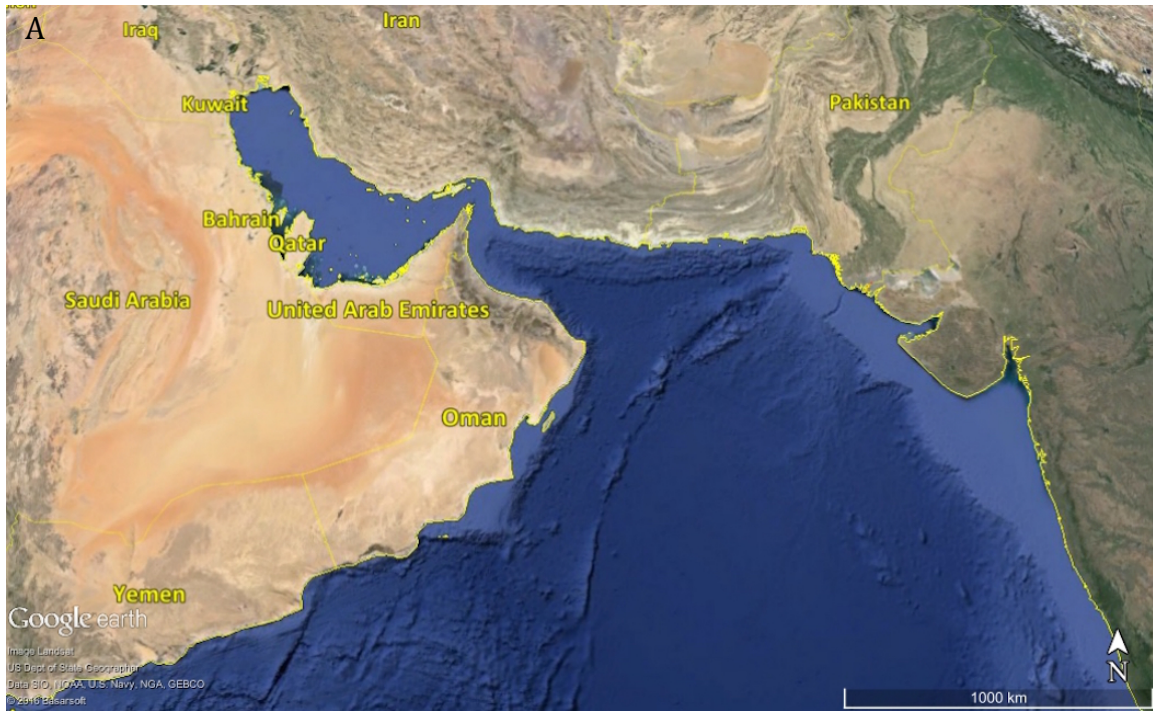 A
Iraq
Iran
Kuwait
Pakistan
Bahrain
Qatar
Saudi Arabia
United Arab Emirates
Oman
Yemen
Google earth
Image Landsat
US Dept of State Geographer
Data SIO, NOAA, U.S. Navy, NGA, GEBCO
© 2016 Basarsoft
N
1000 km